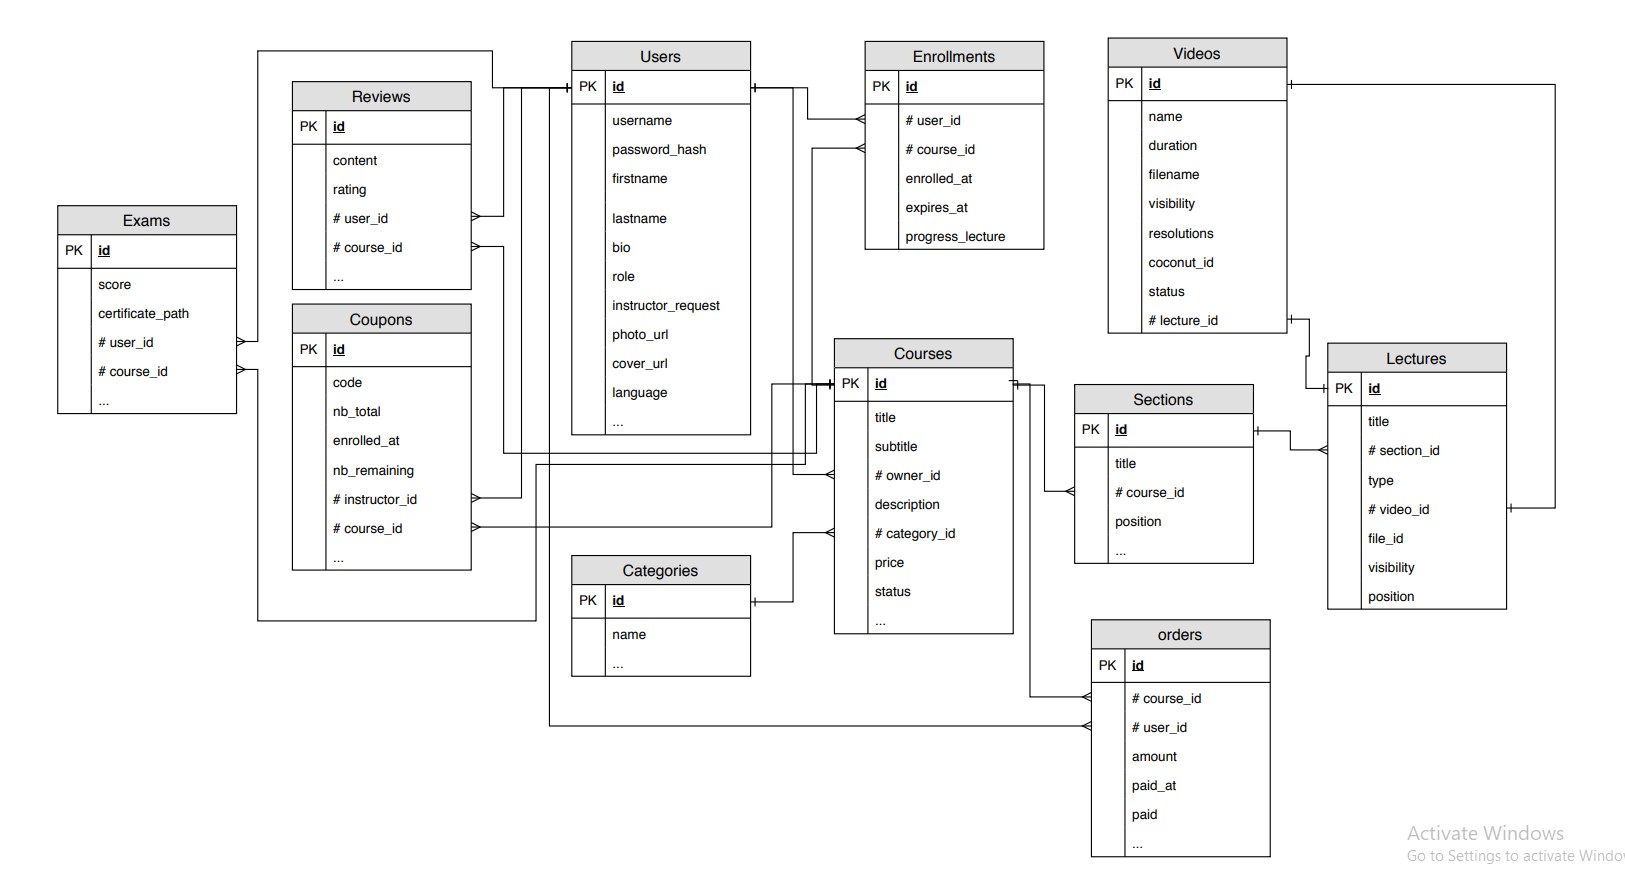 Users
PK id
username
password_hash
firstname
lastname
bio
role
instructor_request
photo_url
cover_url
language
...
Enrollments
PK id
# user_id
# course_id
enrolled_at
expires_at
progress_lecture
Videos
PK id
name
duration
filename
visibility
resolutions
coconut_id
status
# lecture_id
Reviews
PK id
content
rating
# user_id
# course_id
...
Exams
PK id
score
certificate_path
# user_id
# course_id
...
Coupons
PK id
code
nb_total
enrolled_at
nb_remaining
# instructor_id
# course_id
...
Courses
PK id
title
subtitle
# owner_id
description
# category_id
price
status
...
Sections
PK id
title
# course_id
position
...
Lectures
PK id
title
# section_id
type
# video_id
file_id
visibility
position
Categories
PK id
name
...
orders
PK id
# course_id
# user_id
amount
paid_at
paid
...
Activate Windows
Go to Settings to activate Windo